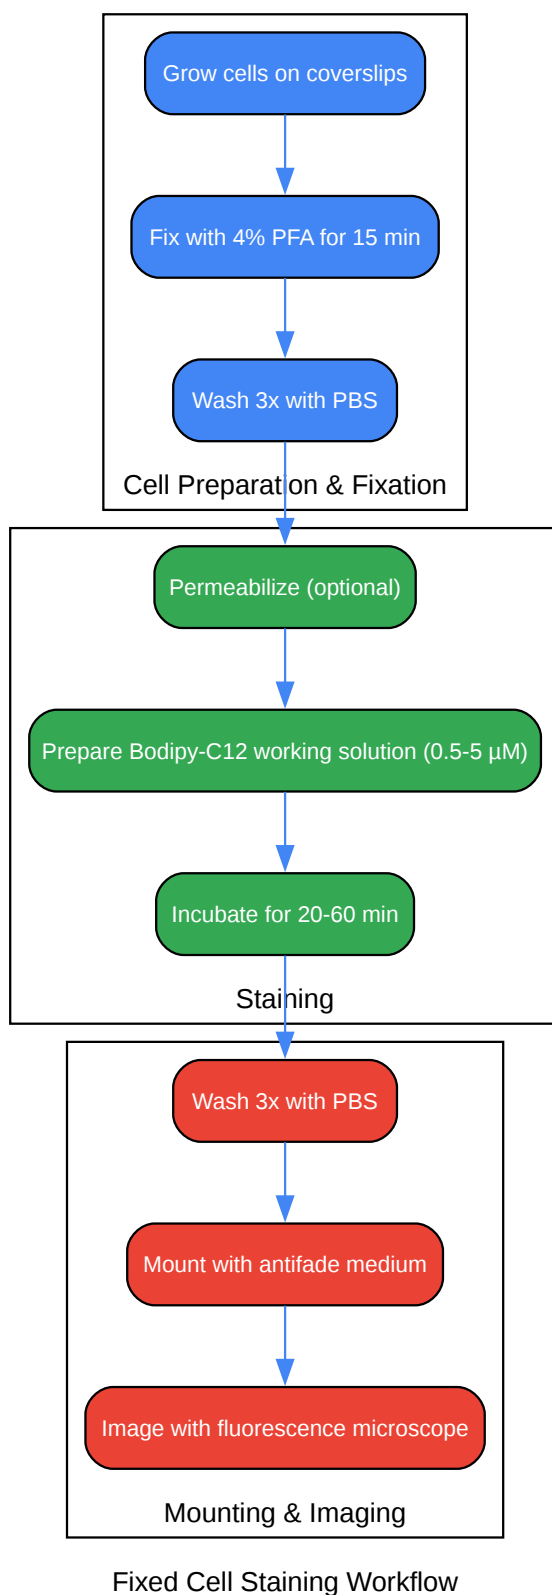 Grow cells on coverslips
Fix with 4% PFA for 15 min
Wash 3x with PBS
Cell Preparation & Fixation
Permeabilize (optional)
Prepare Bodipy-C12 working solution (0.5-5 µM)
Incubate for 20-60 min
Staining
Wash 3x with PBS
Mount with antifade medium
Image with fluorescence microscope
Mounting & Imaging
Fixed Cell Staining Workflow